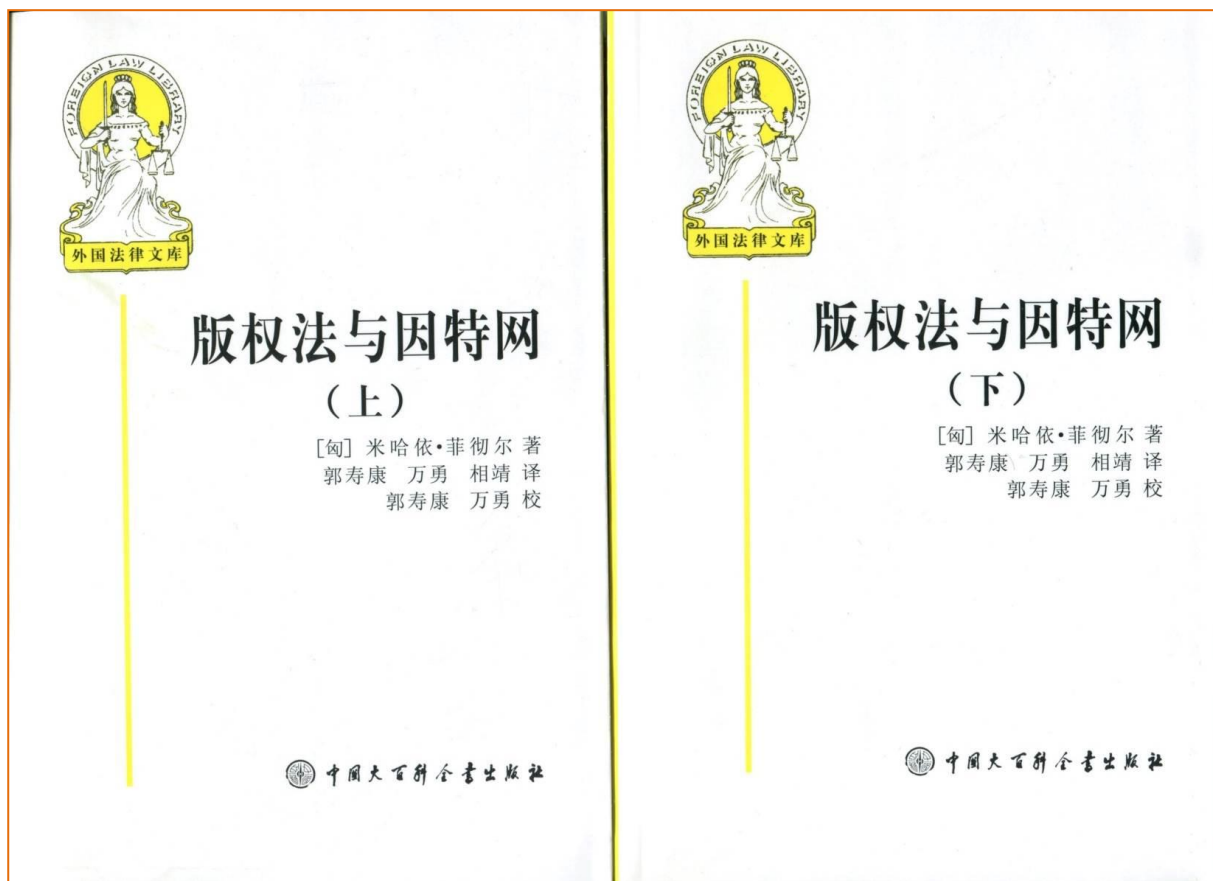 FOREIGN LAW LIBRARY
外国法律文库
版权法与因特网
（上）
[匈] 米哈依·菲彻尔 著
郭寿康 万勇 相靖 译
郭寿康 万勇 校
中国大百科全书出版社
FOREIGN LAW LIBRARY
外国法律文库
版权法与因特网
（下）
[匈] 米哈依·菲彻尔 著
郭寿康 万勇 相靖 译
郭寿康 万勇 校
中国大百科全书出版社